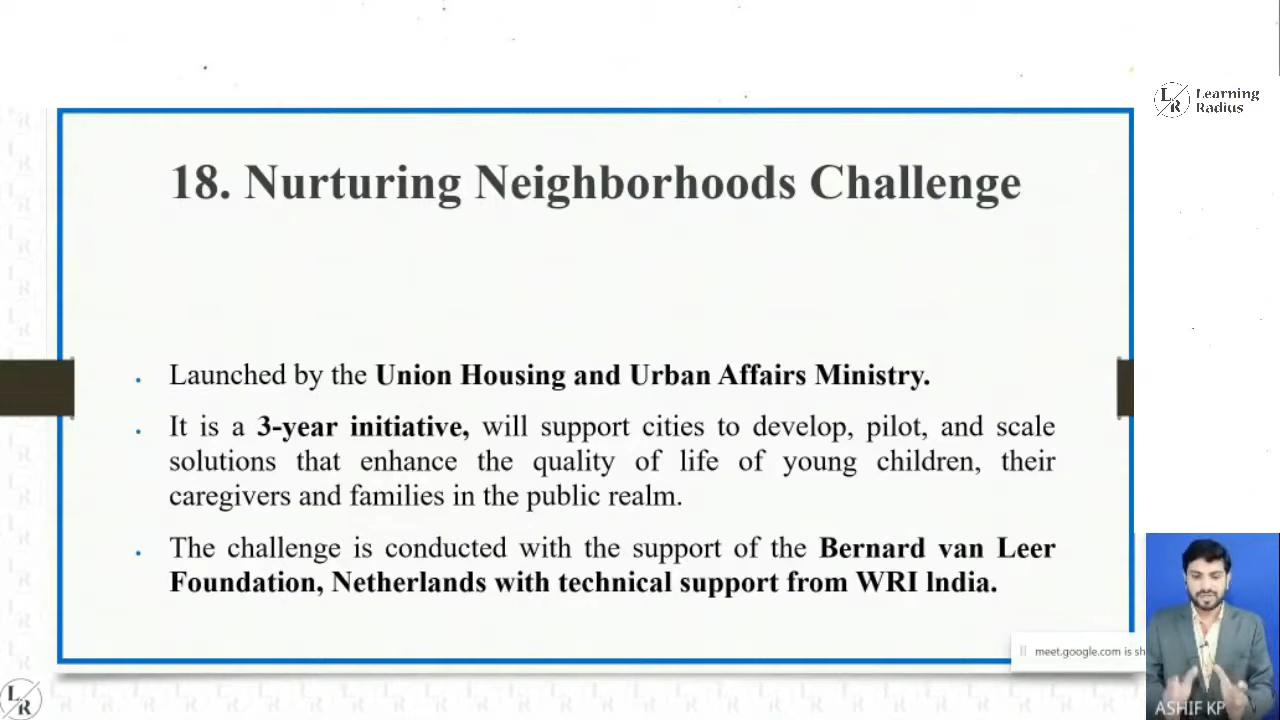 Learning
Radius
18. Nurturing Neighborhoods Challenge
Launched by the Union Housing and Urban Affairs Ministry.
It is a 3-year initiative, will support cities to develop, pilot, and scale
solutions that enhance the quality of life of young children, their
caregivers and families in the public realm.
The challenge is conducted with the support of the Bernard van Leer
Foundation, Netherlands with technical support from WRI lndia.
meet.google.com is sh
ASHIF KP
LR